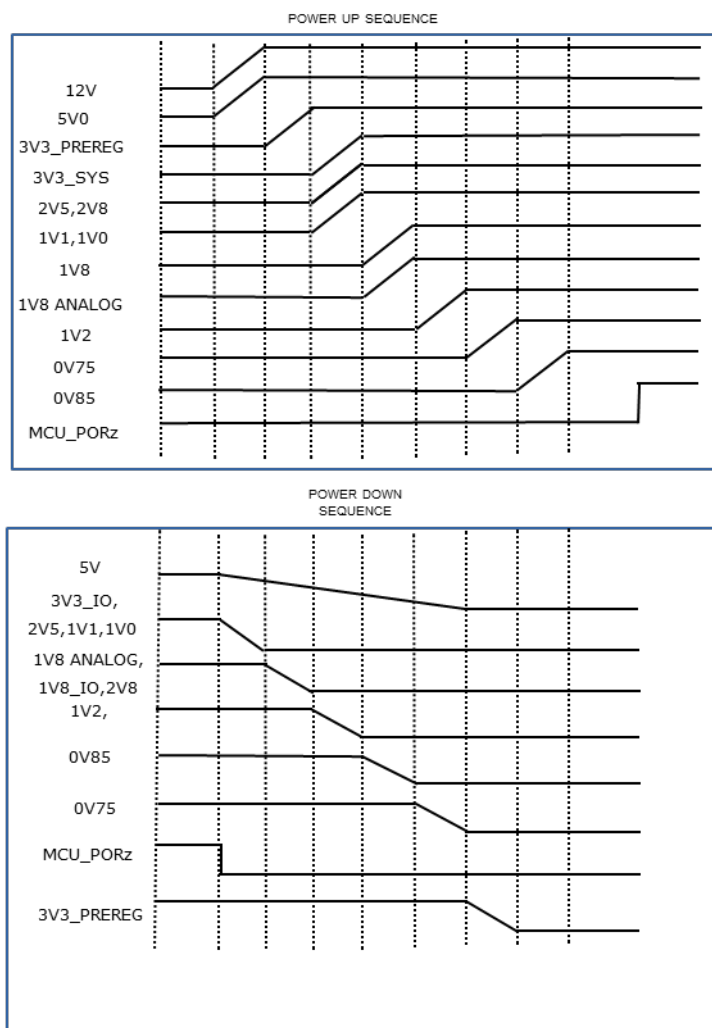 POWER UP SEQUENCE
12V
5V0
3V3_PREREG
3V3_SYS
2V5,2V8
1V1,1V0
1V8
1V8 ANALOG
1V2
0V75
0V85
MCU_PORz
POWER DOWN
SEQUENCE
5V
3V3_IO,
2V5,1V1,1V0
1V8 ANALOG,
1V8_IO,2V8
1V2,
0V85
0V75
MCU_PORz
3V3_PREREG